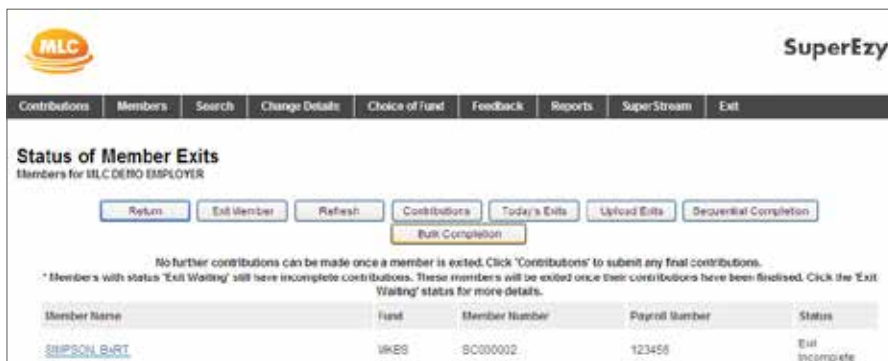 MLC
SuperEzy
Contributions Members Search Change Details Choice of Fund Feedback Reports SuperStream Exit
Status of Member Exits
Members for MLC DEMO EMPLOYER
Return Exit Member Refresh Contributions Today's Exits Upload Exits Sequential Completion
Bulk Completion
No further contributions can be made once a member is exited. Click 'Contributions' to submit any final contributions.
* Members with status 'Exit Waiting' still have incomplete contributions. These members will be exited once their contributions have been finalised. Click the 'Exit
Waiting' status for more details.
Member Name Fund Member Number Payroll Number Status
SIMPSON, BART SC000002 123456 Exit
Incomplete